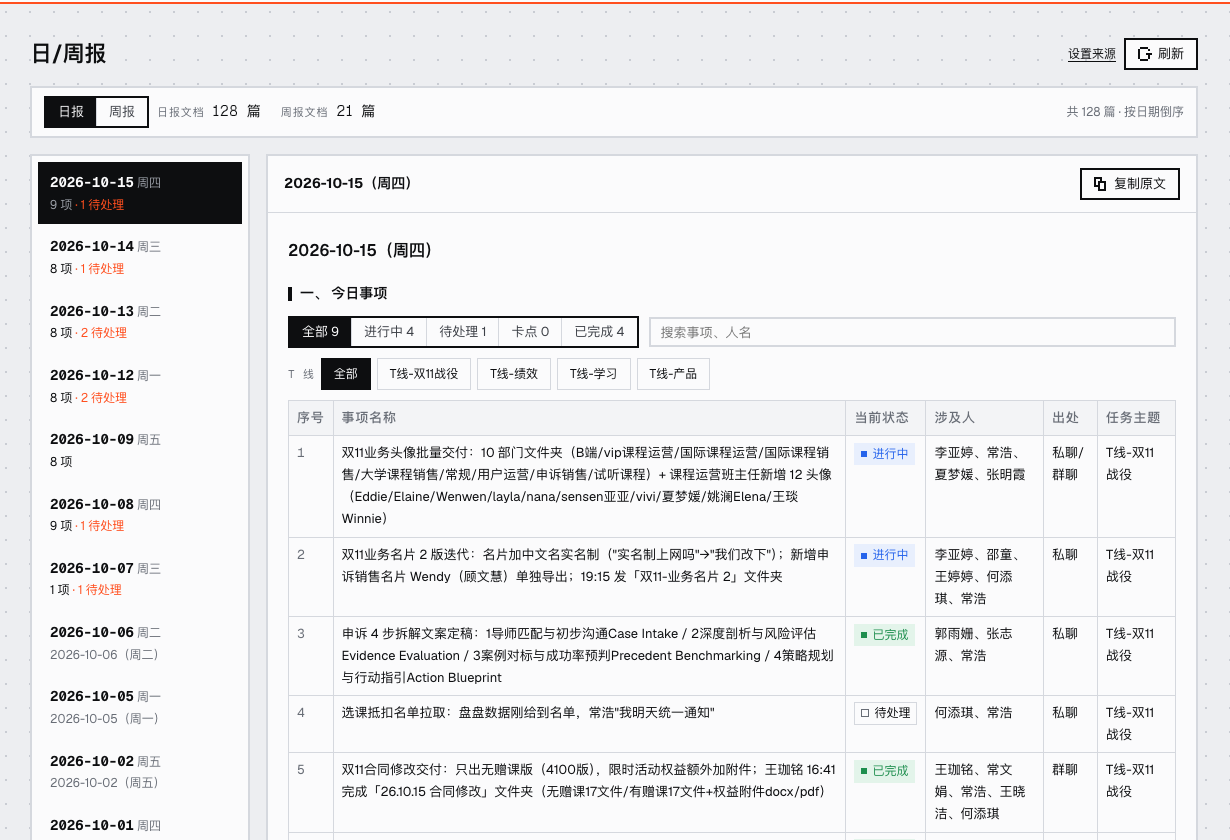 日/周报
设置来源
刷新
日报
周报
日报文档 128 篇
周报文档 21 篇
共 128 篇 · 按日期倒序
2026-10-15 周四
9 项 · 1 待处理
2026-10-14 周三
8 项 · 1 待处理
2026-10-13 周二
8 项 · 2 待处理
2026-10-12 周一
8 项 · 2 待处理
2026-10-09 周五
8 项
2026-10-08 周四
9 项 · 1 待处理
2026-10-07 周三
1 项 · 1 待处理
2026-10-06 周二
2026-10-06（周二）
2026-10-05 周一
2026-10-05（周一）
2026-10-02 周五
2026-10-02（周五）
2026-10-01 周四
2026-10-15（周四）
复制原文
2026-10-15（周四）
一、 今日事项
全部 9
进行中 4
待处理 1
卡点 0
已完成 4
搜索事项、人名
T 线
全部
T线-双11战役
T线-绩效
T线-学习
T线-产品
序号
事项名称
当前状态
涉及人
出处
任务主题
1
双11业务头像批量交付：10 部门文件夹（B端/vip课程运营/国际课程运营/国际课程销
售/大学课程销售/常规/用户运营/申诉销售/试听课程）+ 课程运营班主任新增 12 头像
（Eddie/Elaine/Wenwen/layla/nana/sensen亚亚/vivi/夏梦媛/姚澜Elena/王琰
Winnie）
进行中
李亚婷、常浩、
夏梦媛、张明霞
私聊/
群聊
T线-双11
战役
2
双11业务名片 2 版迭代：名片加中文名实名制（"实名制上网吗"→"我们改下"）；新增申
诉销售名片 Wendy（顾文慧）单独导出；19:15 发「双11-业务名片 2」文件夹
进行中
李亚婷、邵童、
王婷婷、何添
琪、常浩
私聊
T线-双11
战役
3
申诉 4 步拆解文案定稿：1导师匹配与初步沟通Case Intake / 2深度剖析与风险评估
Evidence Evaluation / 3案例对标与成功率预判Precedent Benchmarking / 4策略规划
与行动指引Action Blueprint
已完成
郭雨姗、张志
源、常浩
私聊
T线-双11
战役
4
选课抵扣名单拉取：盘盘数据刚给到名单，常浩"我明天统一通知"
待处理
何添琪、常浩
私聊
T线-双11
战役
5
双11合同修改交付：只出无赠课版（4100版），限时活动权益额外加附件；王珈铭 16:41
完成「26.10.15 合同修改」文件夹（无赠课17文件/有赠课17文件+权益附件docx/pdf）
已完成
王珈铭、常文
娟、常浩、王晓
洁、何添琪
群聊
T线-双11
战役